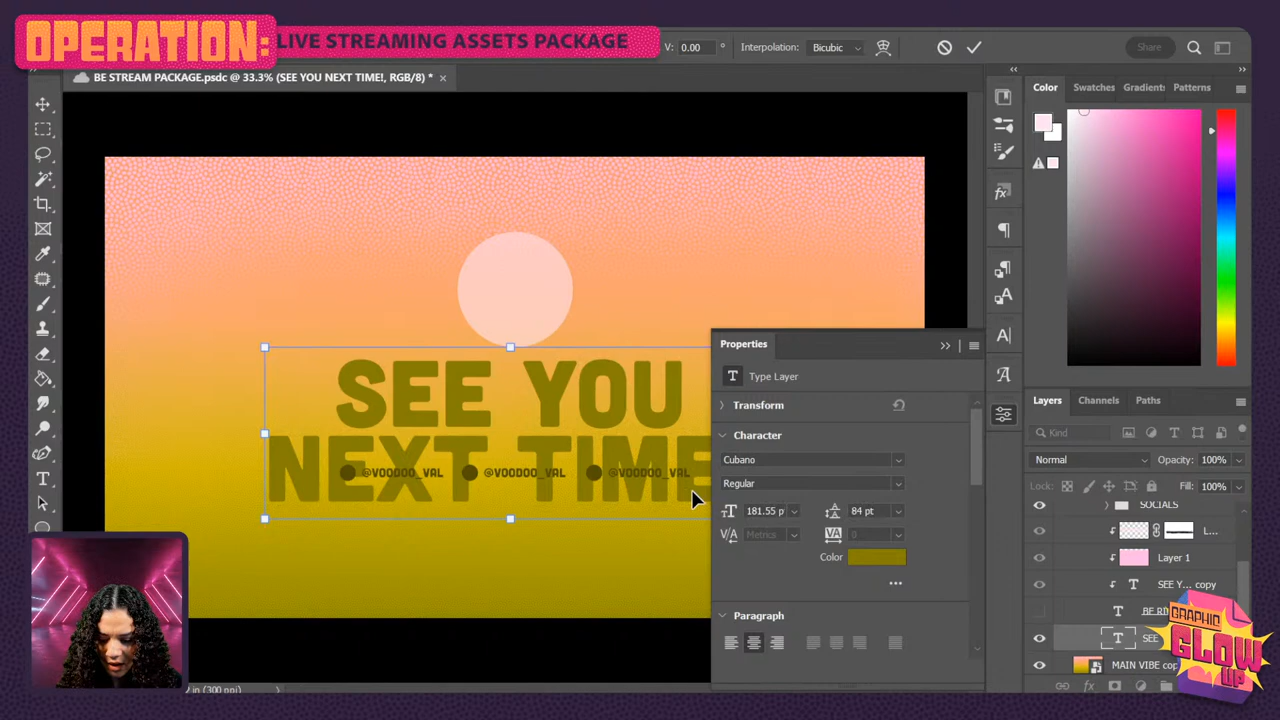 OPERATION:
LIVE STREAMING ASSETS PACKAGE
V: 0.00 °
Interpolation: Bicubic
Share
BE STREAM PACKAGE.psdc @ 33.3% (SEE YOU NEXT TIME!, RGB/8) *
Color
Swatches
Gradients
Patterns
SEE YOU
NEXT TIME
@VOODOO_VAL
@VOODOO_VAL
@VOODOO_VAL
Properties
T Type Layer
Transform
Character
Cubano
Regular
181.55 p
84 pt
Metrics
0
Color
Paragraph
Layers
Channels
Paths
Kind
Normal
Opacity: 100%
Lock:
Fill: 100%
SOCIALS
L...
Layer 1
SEE Y... copy
SEE
MAIN VIBE cop
GRAPHIC
GLOW
UP
in (300 ppi)